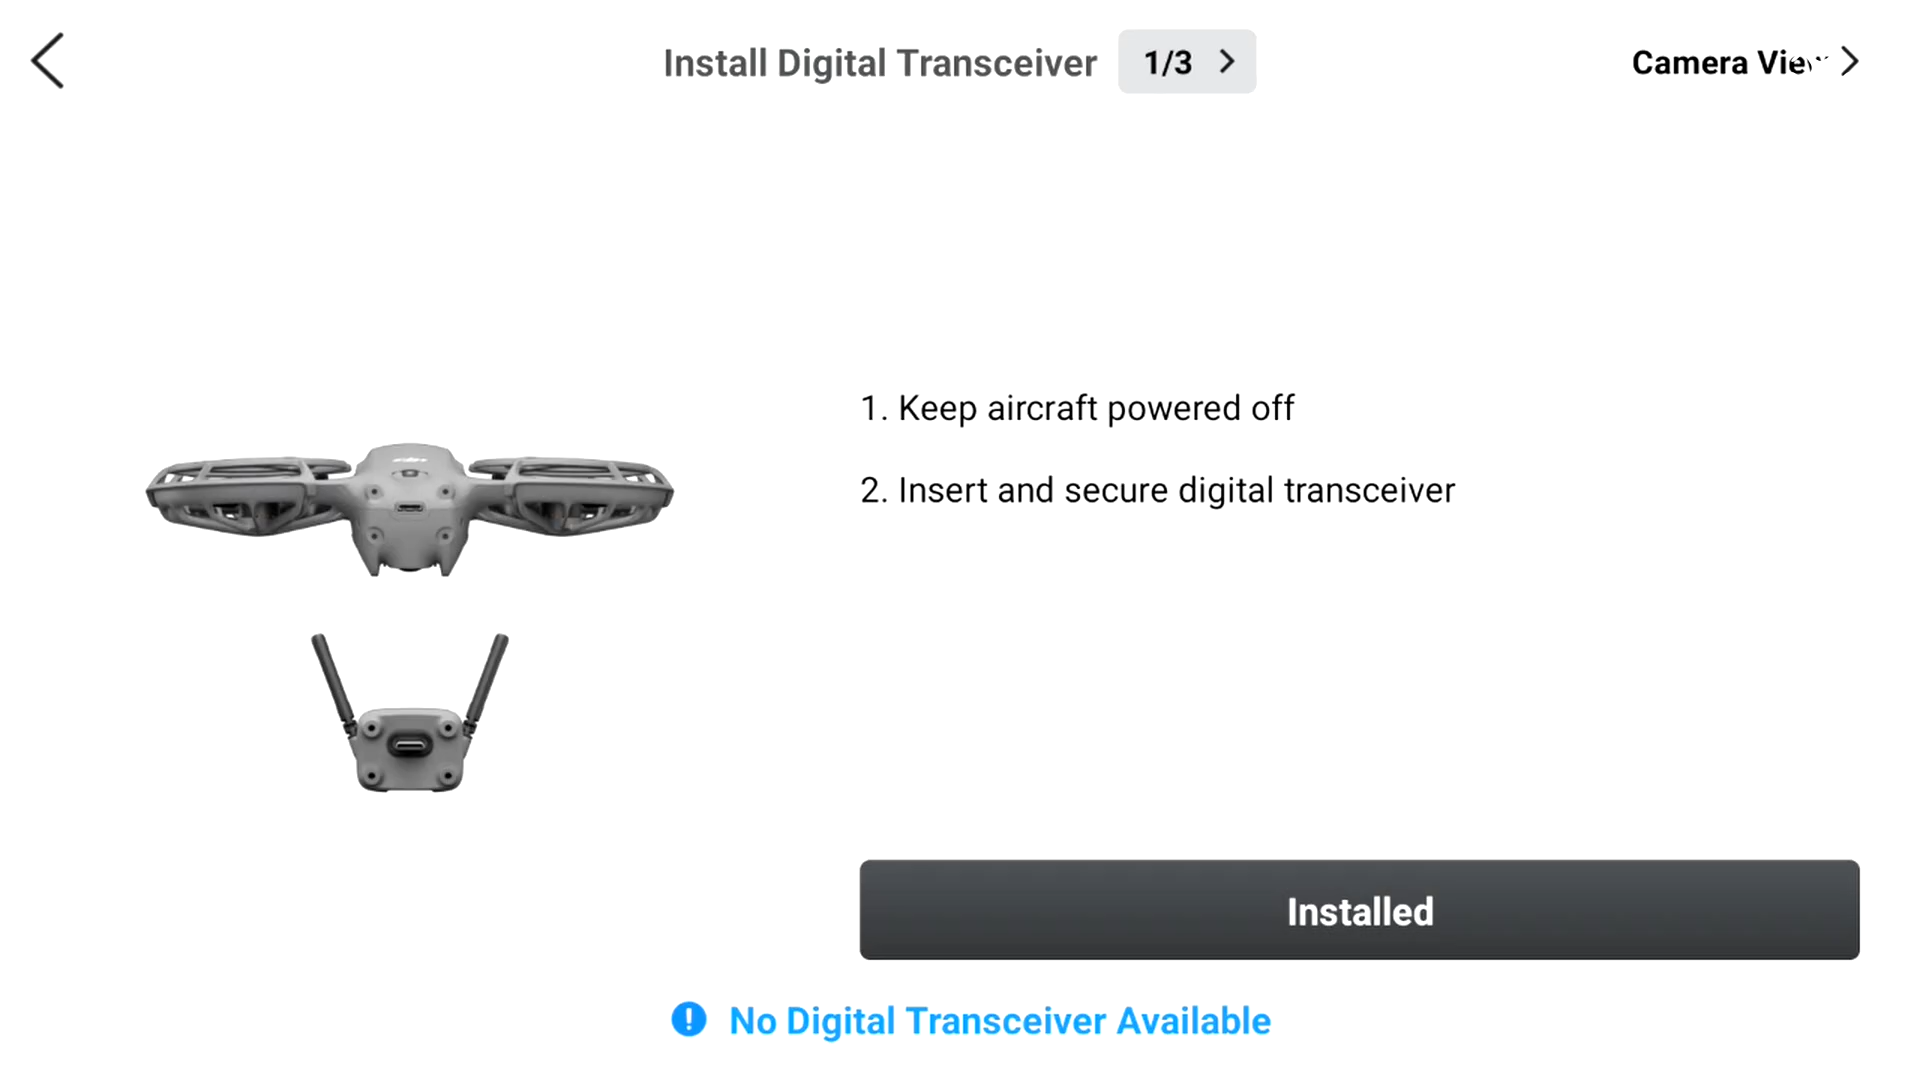 Install Digital Transceiver 1/3
Camera
1. Keep aircraft powered off
2. Insert and secure digital transceiver
Installed
No Digital Transceiver Available